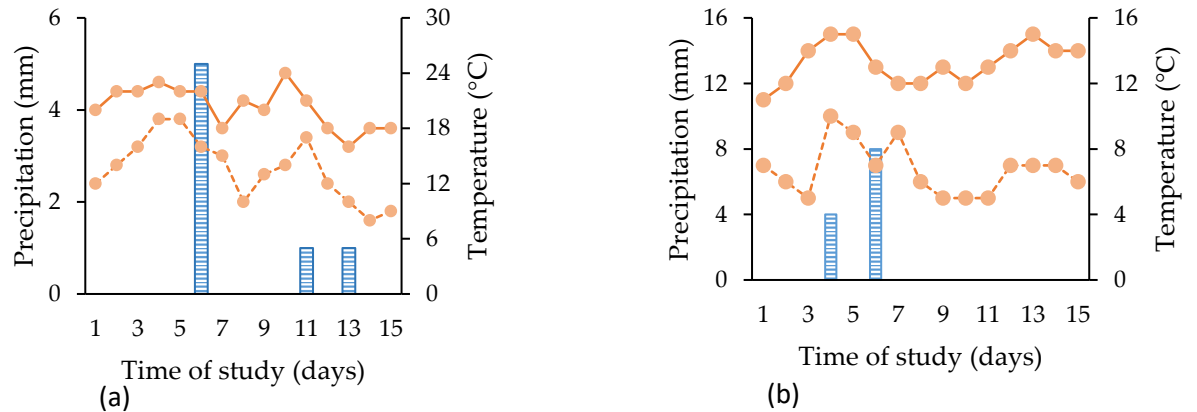 6
4
2
0
Precipitation (mm)
30
24
18
12
6
0
Temperature (°C)
1 3 5 7 9 11 13 15
Time of study (days)
(a)
16
12
8
4
0
Precipitation (mm)
16
12
8
4
0
Temperature (°C)
1 3 5 7 9 11 13 15
Time of study (days)
(b)